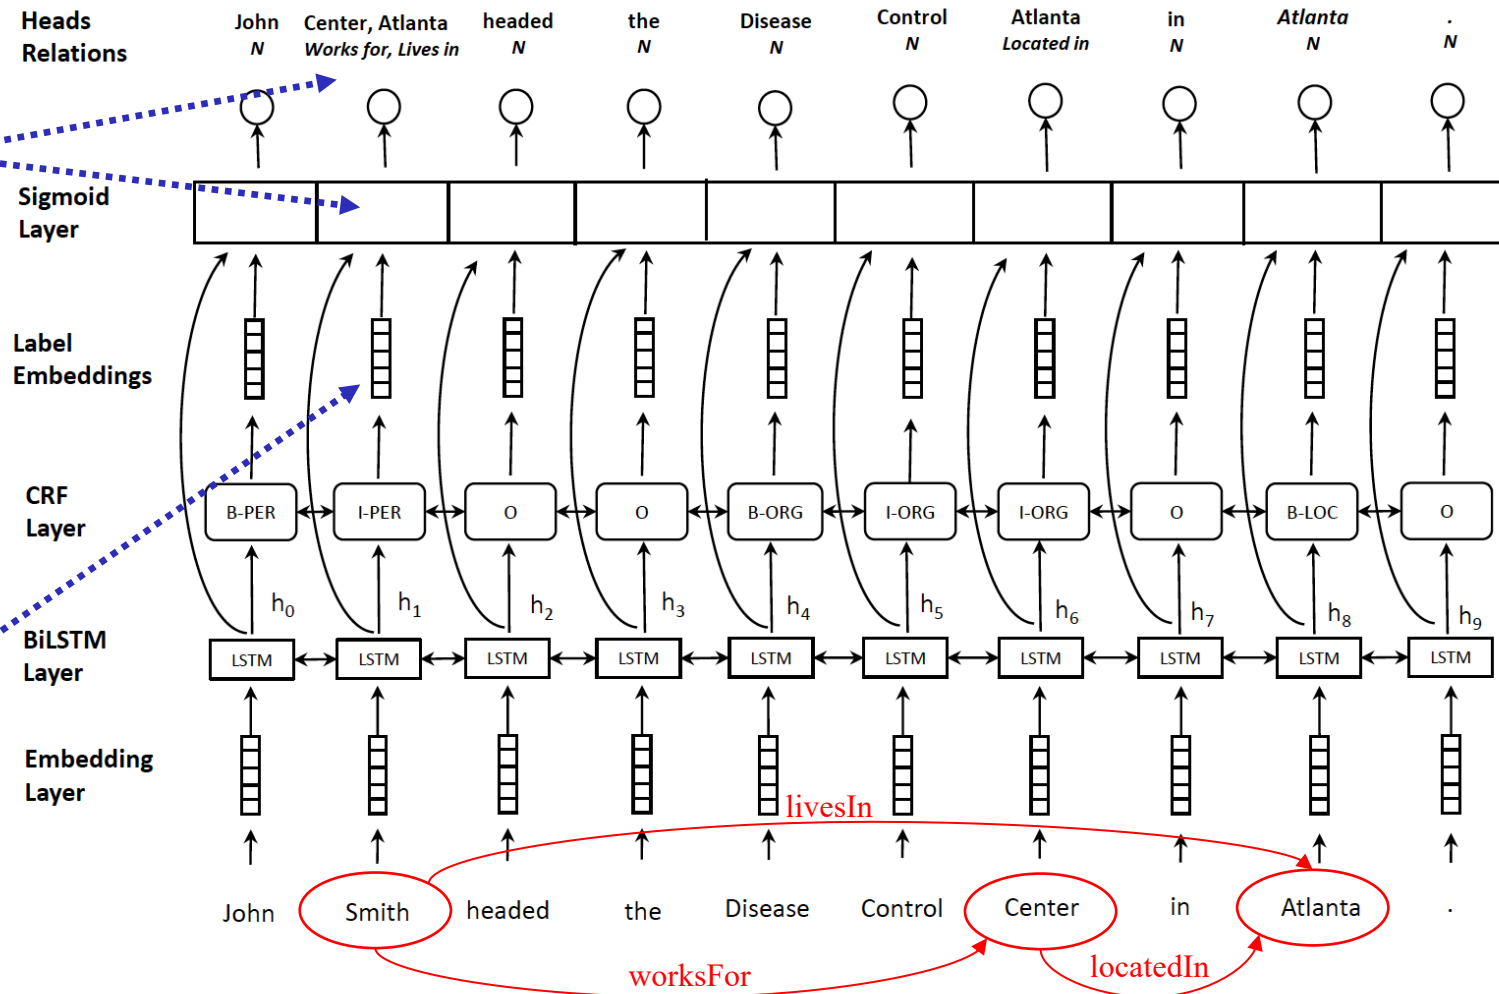 Heads
Relations
John
N
Center, Atlanta
Works for, Lives in
headed
N
the
N
Disease
N
Control
N
Atlanta
Located in
in
N
Atlanta
N
.
N
Sigmoid
Layer
Label
Embeddings
CRF
Layer
B-PER I-PER O O B-ORG I-ORG I-ORG O B-LOC O
h0 h1 h2 h3 h4 h5 h6 h7 h8 h9
BiLSTM
Layer
LSTM LSTM LSTM LSTM LSTM LSTM LSTM LSTM LSTM LSTM
Embedding
Layer
livesIn
John Smith headed the Disease Control Center in Atlanta .
worksFor
locatedIn